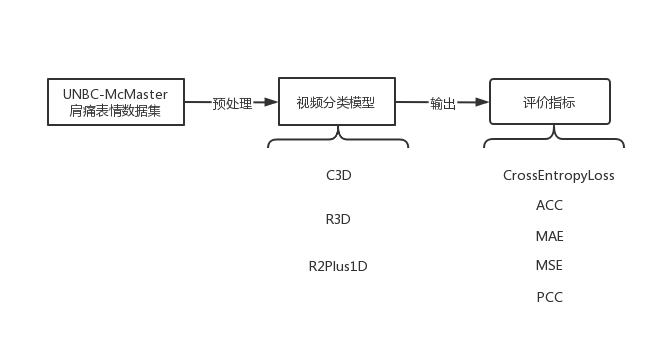 UNBC-McMaster
肩痛表情数据集
预处理
视频分类模型
输出
评价指标
C3D
R3D
R2Plus1D
CrossEntropyLoss
ACC
MAE
MSE
PCC